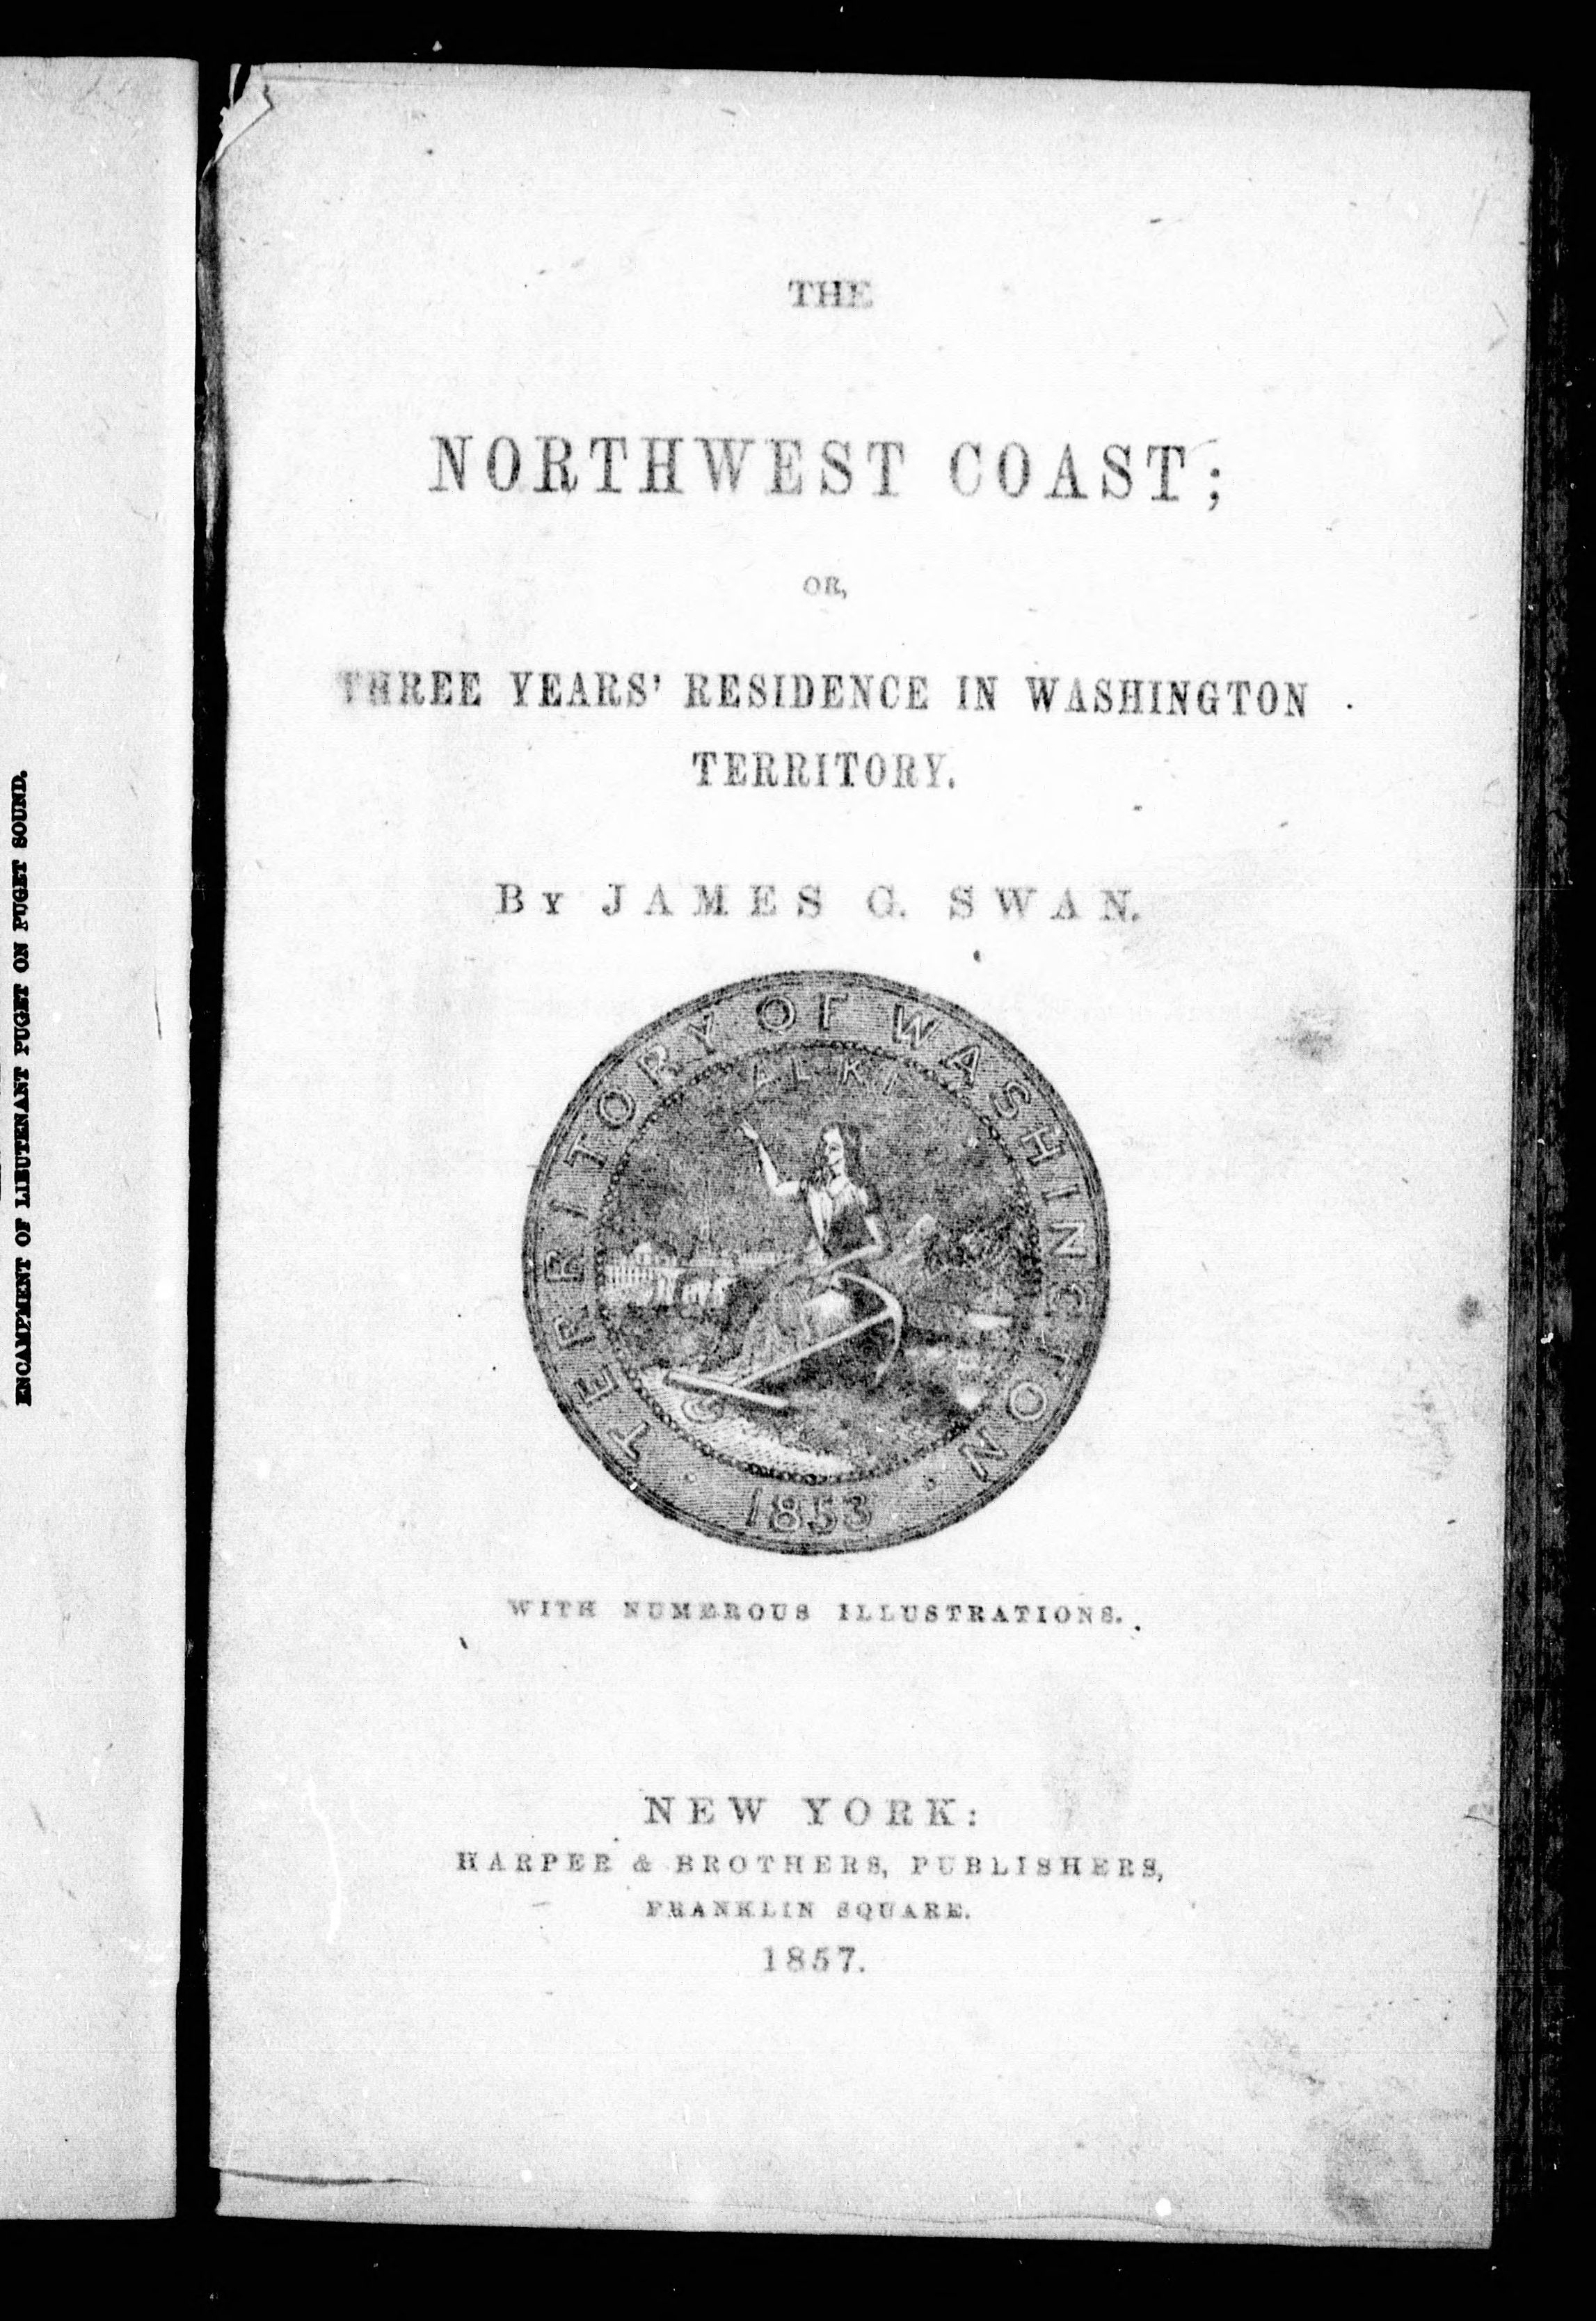 ENCAMPMENT OF LIEUTENANT PUGET ON PUGET SOUND.
THE
NORTHWEST COAST;
OR,
THREE YEARS' RESIDENCE IN WASHINGTON
TERRITORY.
By JAMES G. SWAN.
TERRITORY OF WASHINGTON
ALKI
1853
WITH NUMEROUS ILLUSTRATIONS.
NEW YORK:
HARPER & BROTHERS, PUBLISHERS,
FRANKLIN SQUARE.
1857.